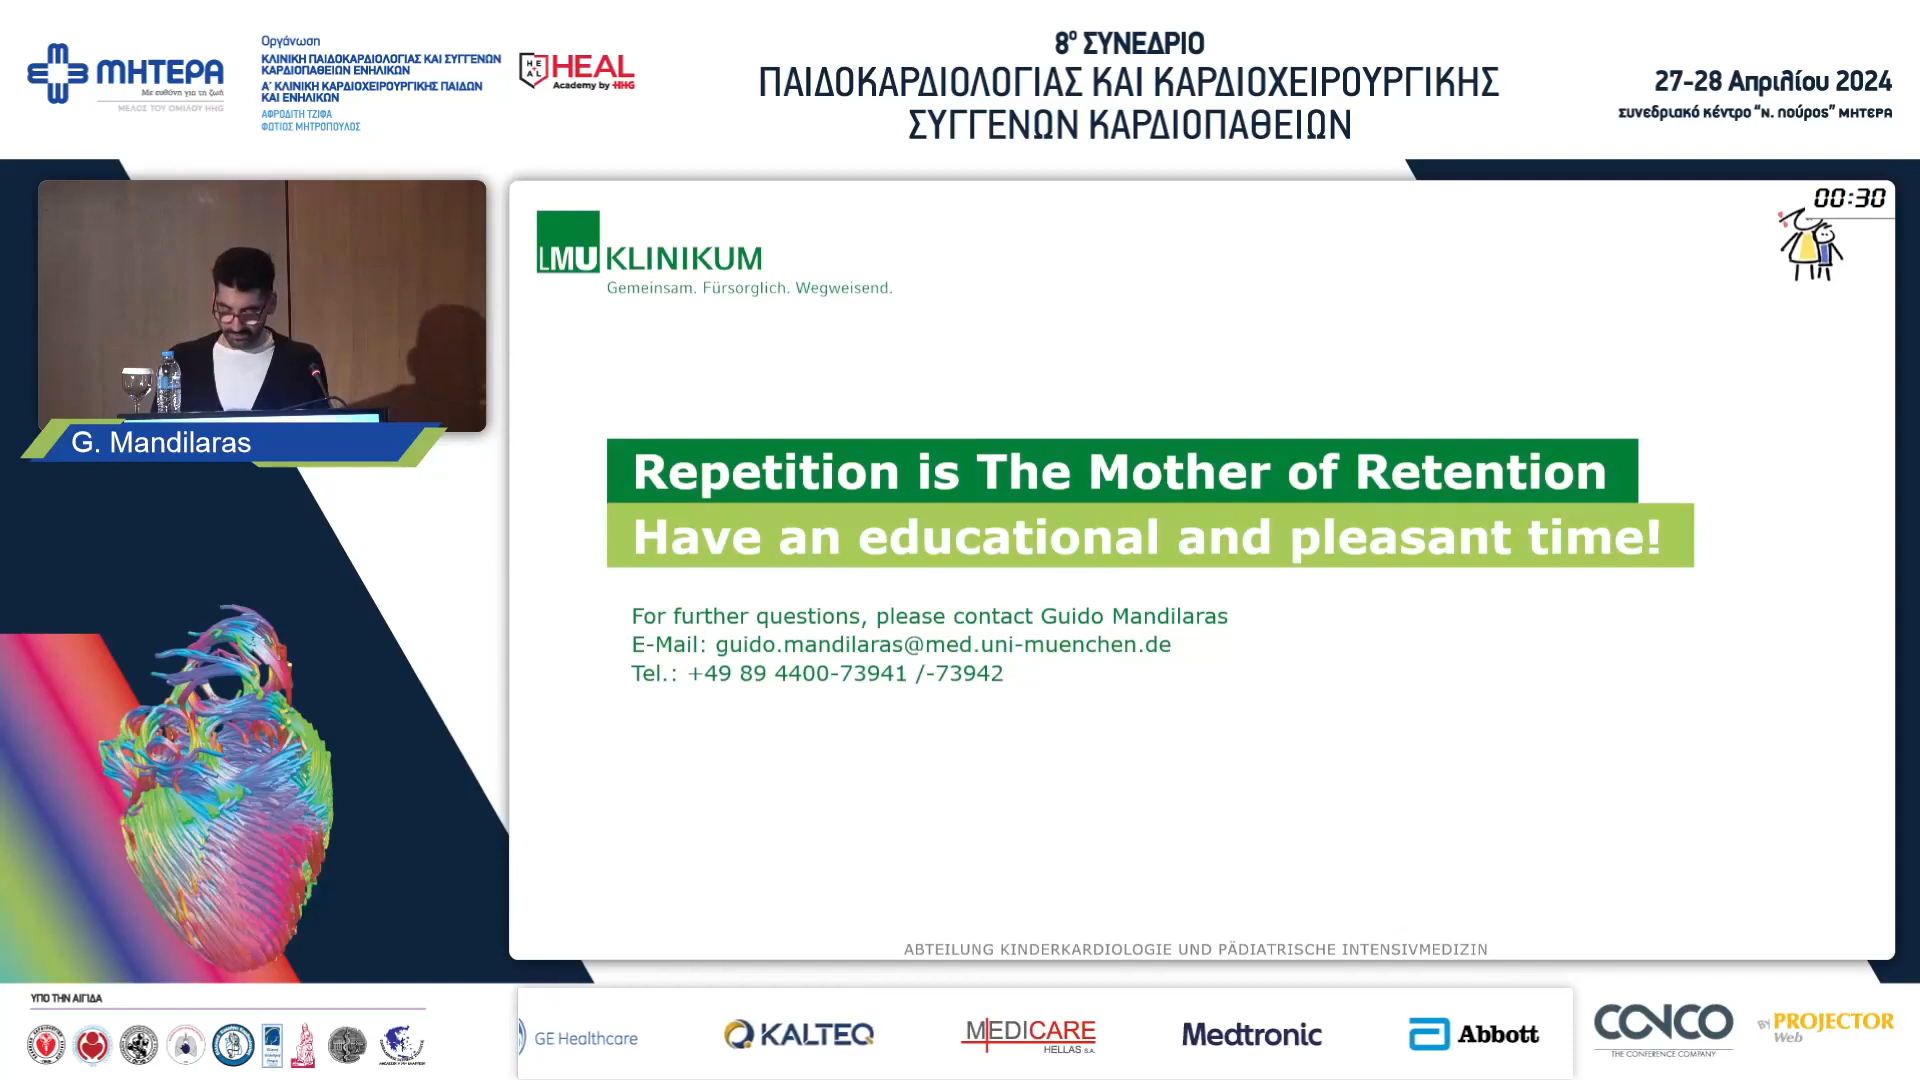 ΜΗΤΕΡΑ
Με ευθύνη για τη ζωή
ΜΕΛΟΣ ΤΟΥ ΟΜΙΛΟΥ HHG
Οργάνωση
ΚΛΙΝΙΚΗ ΠΑΙΔΟΚΑΡΔΙΟΛΟΓΙΑΣ ΚΑΙ ΣΥΓΓΕΝΩΝ
ΚΑΡΔΙΟΠΑΘΕΙΩΝ ΕΝΗΛΙΚΩΝ
Α' ΚΛΙΝΙΚΗ ΚΑΡΔΙΟΧΕΙΡΟΥΡΓΙΚΗΣ ΠΑΙΔΩΝ
ΚΑΙ ΕΝΗΛΙΚΩΝ
ΑΦΡΟΔΙΤΗ ΤΖΙΦΑ
ΦΩΤΙΟΣ ΜΗΤΡΟΠΟΥΛΟΣ
HEAL
HEAL
Academy by HHG
8ο ΣΥΝΕΔΡΙΟ
ΠΑΙΔΟΚΑΡΔΙΟΛΟΓΙΑΣ ΚΑΙ ΚΑΡΔΙΟΧΕΙΡΟΥΡΓΙΚΗΣ
ΣΥΓΓΕΝΩΝ ΚΑΡΔΙΟΠΑΘΕΙΩΝ
27-28 Απριλίου 2024
Συνεδριακό κέντρο “Ν. Πούρος” ΜΗΤΕΡΑ
G. Mandilaras
00:30
LMU KLINIKUM
Gemeinsam. Fürsorglich. Wegweisend.
Repetition is The Mother of Retention
Have an educational and pleasant time!
For further questions, please contact Guido Mandilaras
E-Mail: guido.mandilaras@med.uni-muenchen.de
Tel.: +49 89 4400-73941 /-73942
ABTEILUNG KINDERKARDIOLOGIE UND PÄDIATRISCHE INTENSIVMEDIZIN
ΥΠΟ ΤΗΝ ΑΙΓΙΔΑ
GE Healthcare
KALTEQ
MEDICARE
HELLAS S.A.
Medtronic
Abbott
CONCO
THE CONFERENCE COMPANY
BY PROJECTOR
Web